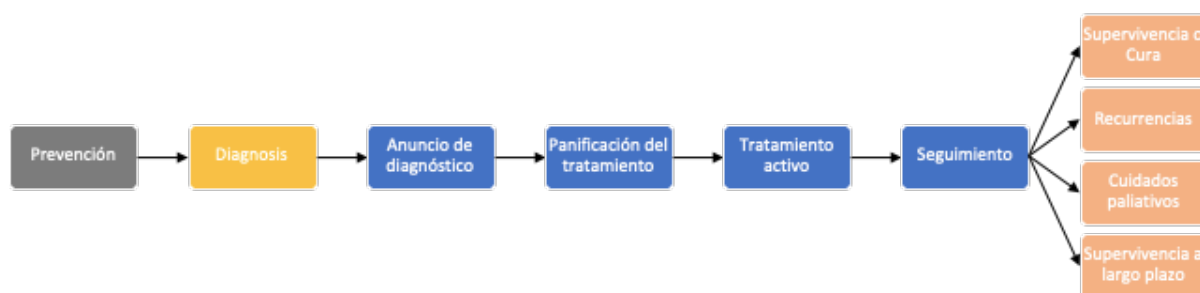 Prevención
Diagnosis
Anuncio de
diagnóstico
Panificación del
tratamiento
Tratamiento
activo
Seguimiento
Supervivencia o
Cura
Recurrencias
Cuidados
paliativos
Supervivencia a
largo plazo